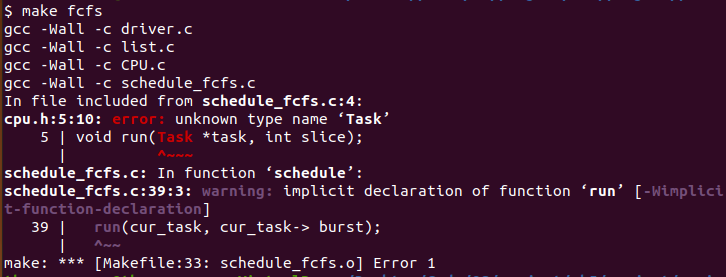 $ make fcfs
gcc -Wall -c driver.c
gcc -Wall -c list.c
gcc -Wall -c CPU.c
gcc -Wall -c schedule_fcfs.c
In file included from schedule_fcfs.c:4:
cpu.h:5:10: error: unknown type name ‘Task’
    5 | void run(Task *task, int slice);
      |          ^~~~
schedule_fcfs.c: In function ‘schedule’:
schedule_fcfs.c:39:3: warning: implicit declaration of function ‘run’ [-Wimplici
t-function-declaration]
   39 |   run(cur_task, cur_task-> burst);
      |   ^~~
make: *** [Makefile:33: schedule_fcfs.o] Error 1